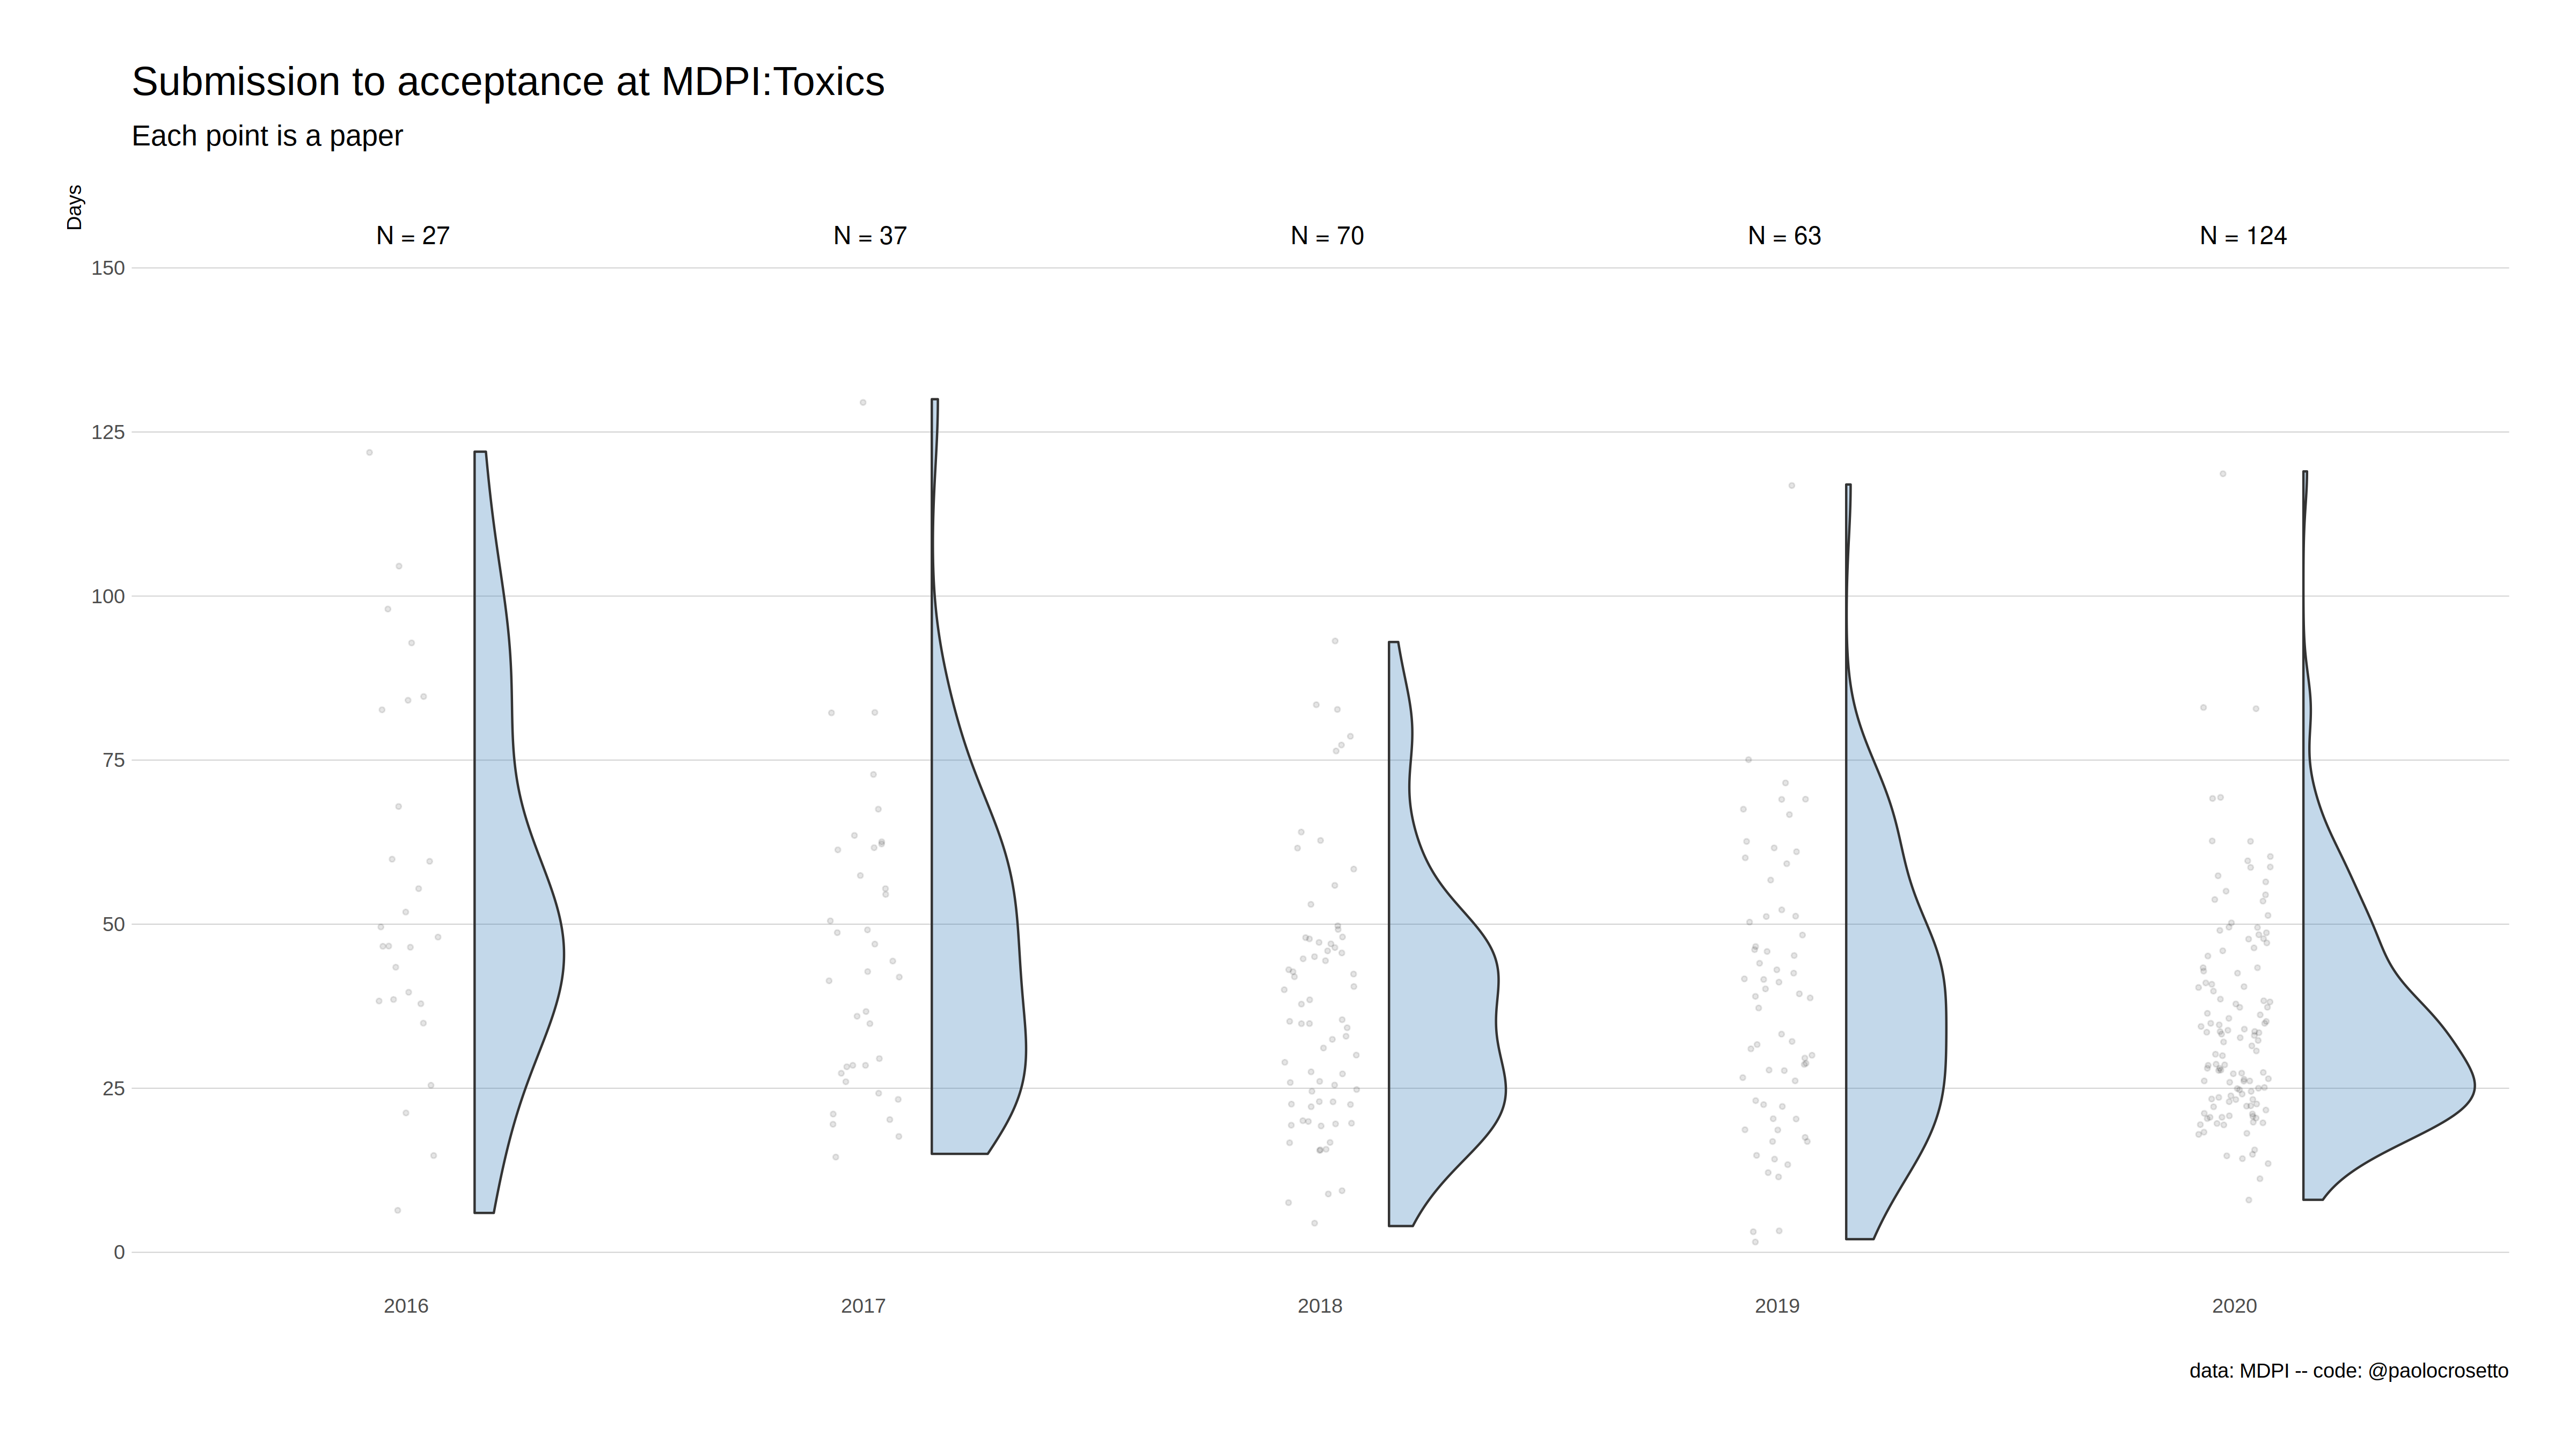 Submission to acceptance at MDPI:Toxics
Each point is a paper
Days
N = 27
N = 37
N = 70
N = 63
N = 124
150
125
100
75
50
25
0
2016
2017
2018
2019
2020
data: MDPI -- code: @paolocrosetto